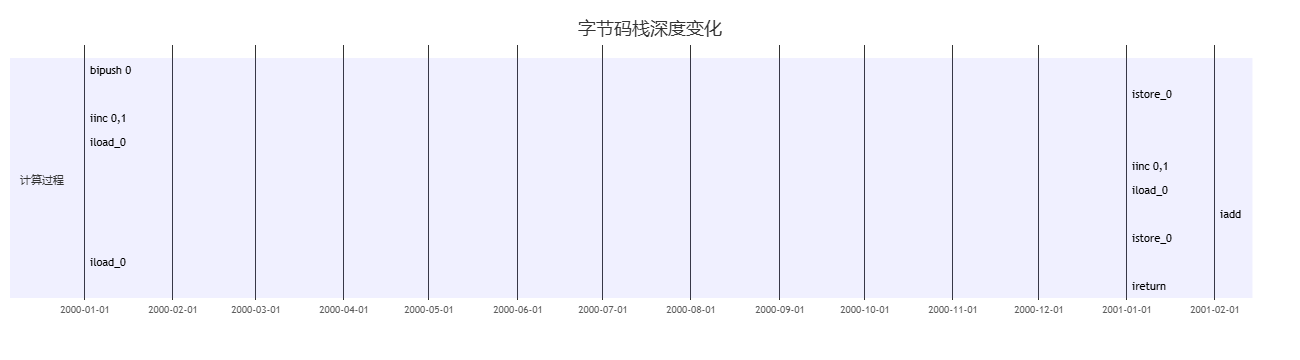 字节码栈深度变化
bipush 0
istore_0
iinc 0,1
iload_0
iinc 0,1
计算过程
iload_0
iadd
istore_0
iload_0
ireturn
2000-01-01
2000-02-01
2000-03-01
2000-04-01
2000-05-01
2000-06-01
2000-07-01
2000-08-01
2000-09-01
2000-10-01
2000-11-01
2000-12-01
2001-01-01
2001-02-01